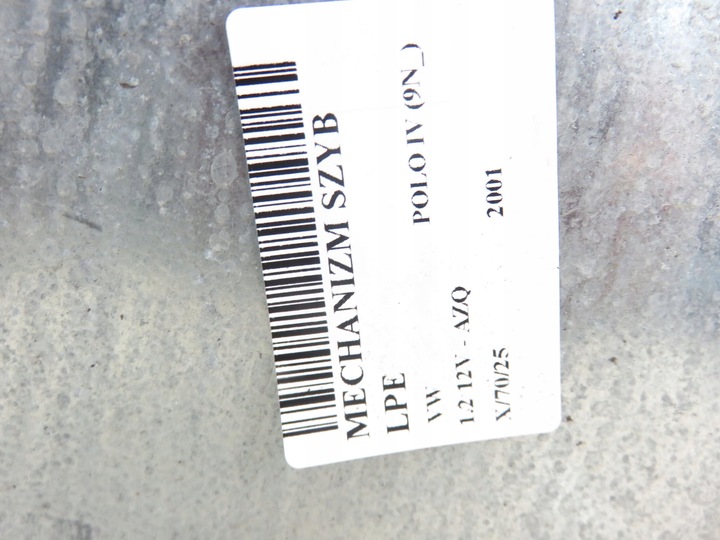 MECHANIZM SZYB
LPE
VW POLO IV (9N_)
1.2 12V - AZQ
X/70/25 2001